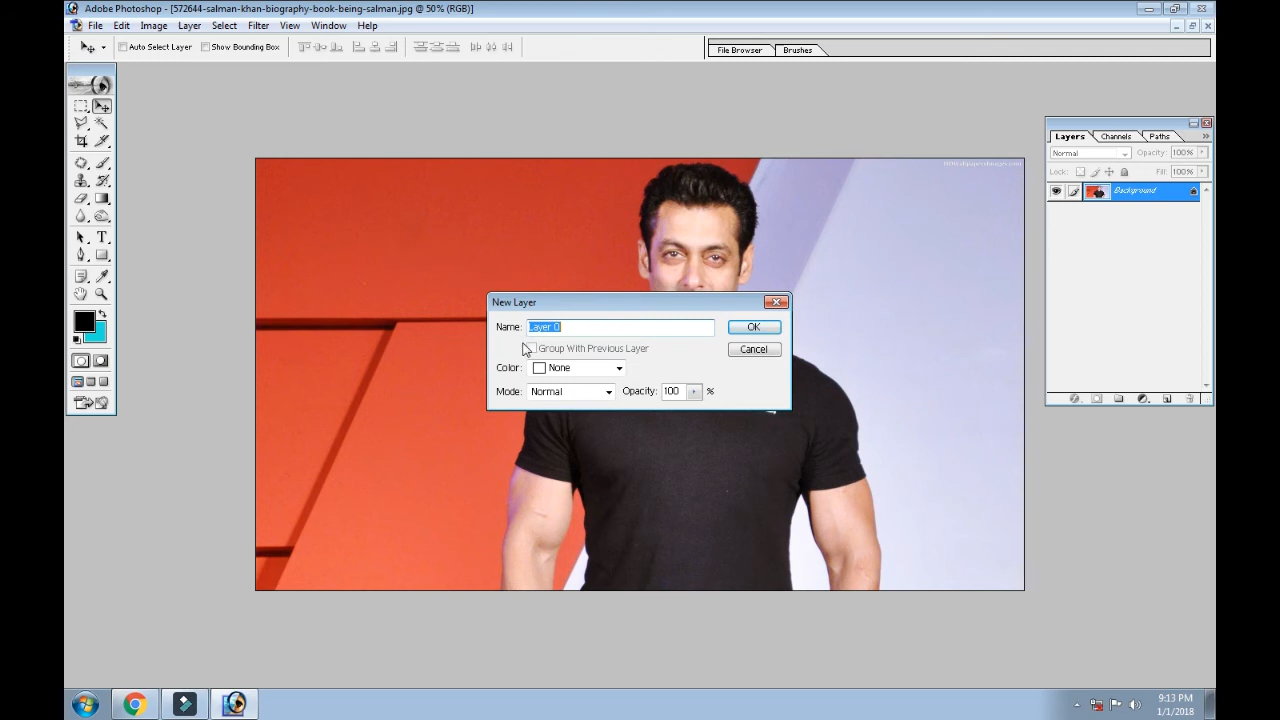 Adobe Photoshop - [572644-salman-khan-biography-book-being-salman.jpg @ 50% (RGB)]
File Edit Image Layer Select Filter View Window Help
Auto Select Layer Show Bounding Box
File Browser Brushes
Layers Channels Paths
Normal Opacity: 100%
Lock: Fill: 100%
Background
New Layer
Name: Layer 0 OK
Group With Previous Layer Cancel
Color: None
Mode: Normal Opacity: 100 %
T
9:13 PM
1/1/2018